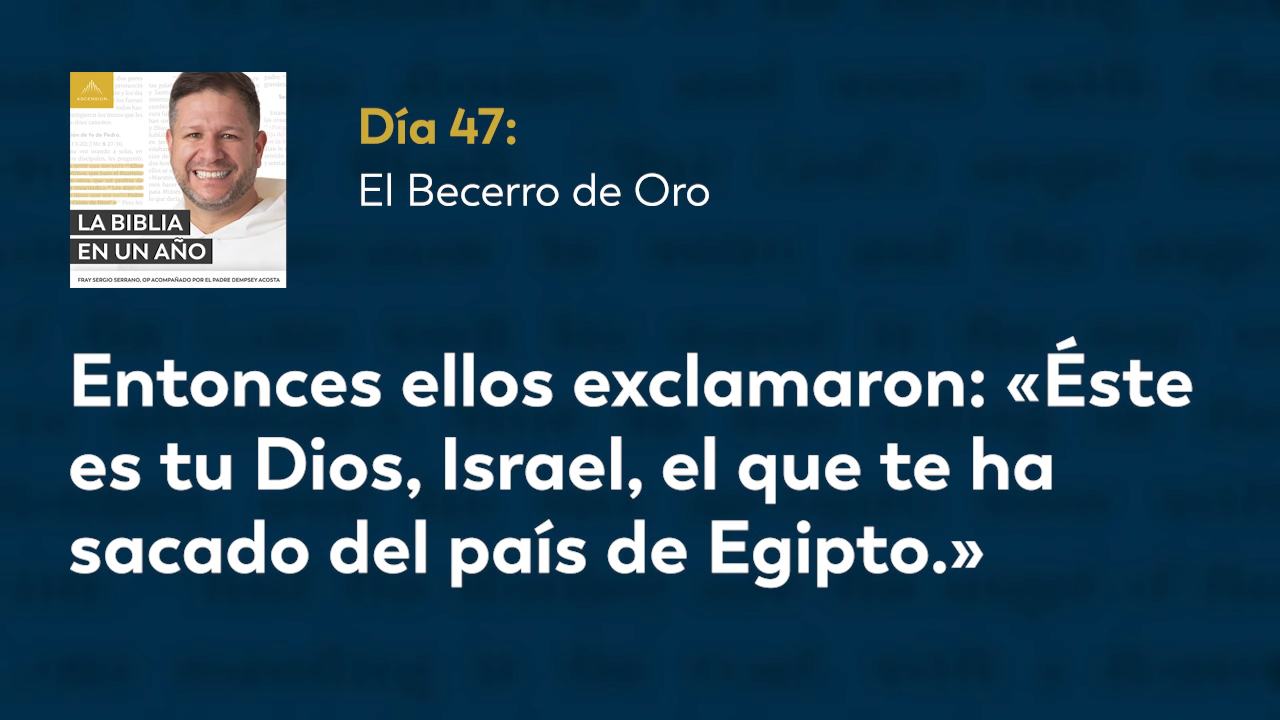 ASCENSION
Día 47:
El Becerro de Oro
LA BIBLIA
EN UN AÑO
FRAY SERGIO SERRANO, OP ACOMPAÑADO POR EL PADRE DEMPSEY ACOSTA
Entonces ellos exclamaron: «Éste
es tu Dios, Israel, el que te ha
sacado del país de Egipto.»